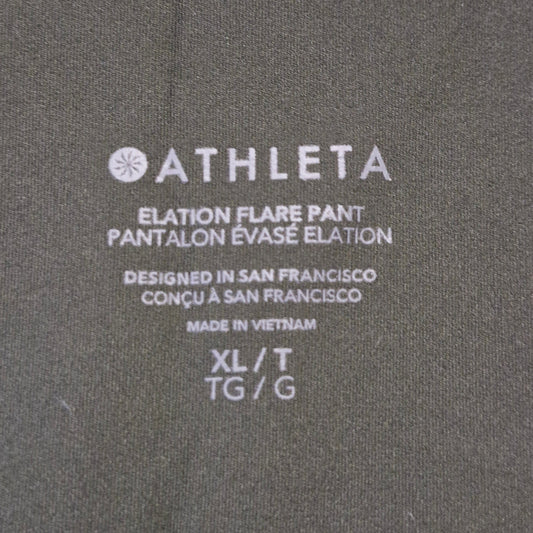 ATHLETA
ELATION FLARE PANT
PANTALON ÉVASÉ ELATION
DESIGNED IN SAN FRANCISCO
CONÇU À SAN FRANCISCO
MADE IN VIETNAM
XL / T
TG / G